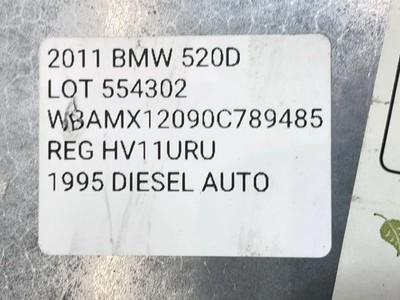 2011 BMW 520D
LOT 554302
WBAMX12090C789485
REG HV11URU
1995 DIESEL AUTO